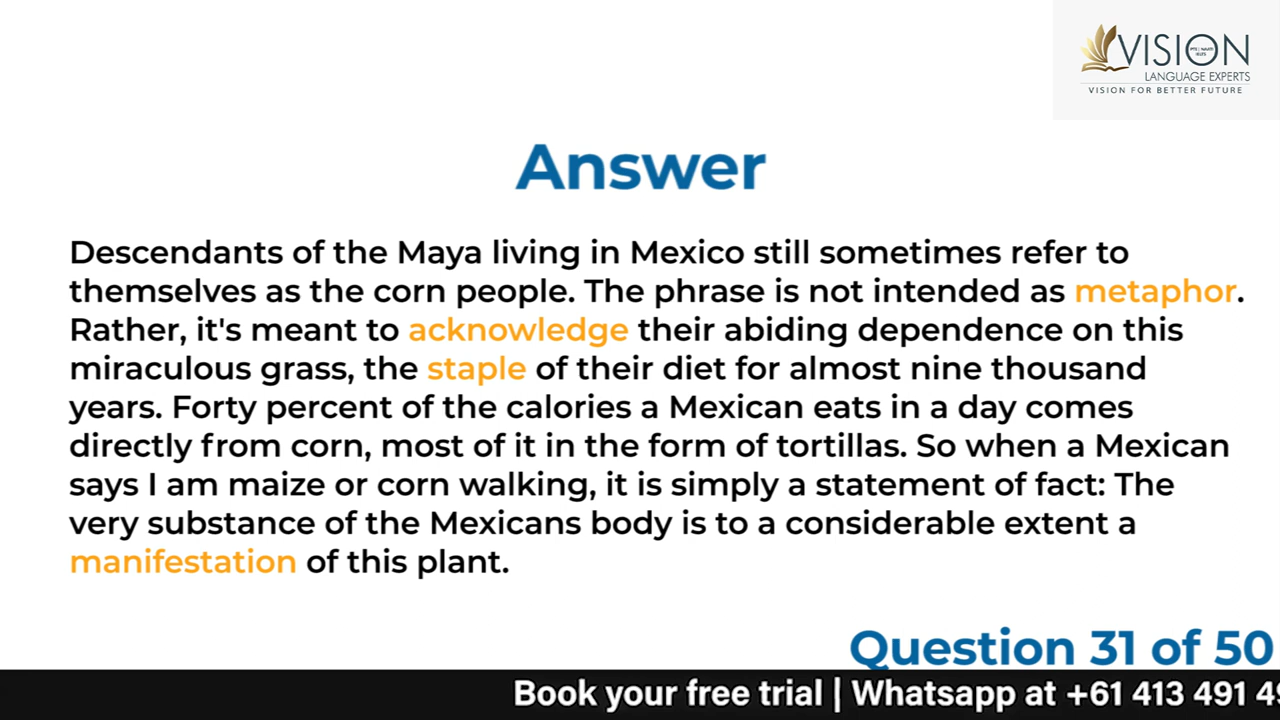 VISION
LANGUAGE EXPERTS
VISION FOR BETTER FUTURE
Answer
Descendants of the Maya living in Mexico still sometimes refer to
themselves as the corn people. The phrase is not intended as metaphor.
Rather, it's meant to acknowledge their abiding dependence on this
miraculous grass, the staple of their diet for almost nine thousand
years. Forty percent of the calories a Mexican eats in a day comes
directly from corn, most of it in the form of tortillas. So when a Mexican
says I am maize or corn walking, it is simply a statement of fact: The
very substance of the Mexicans body is to a considerable extent a
manifestation of this plant.
Question 31 of 50
Book your free trial | Whatsapp at +61 413 491 4